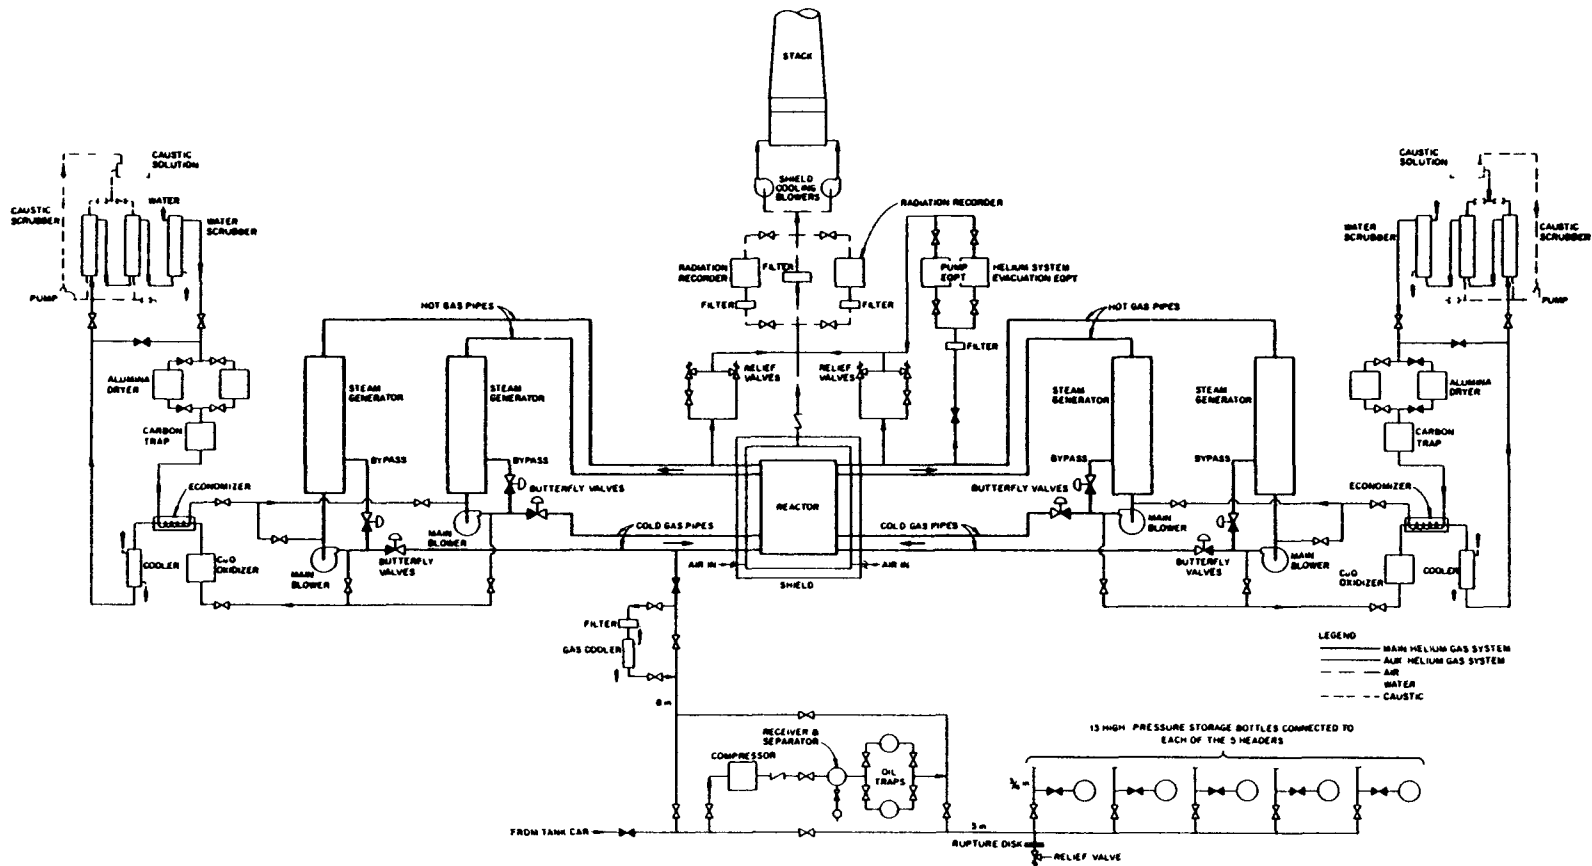 STACK
SHIELD
COOLING
BLOWERS
RADIATION RECORDER
CAUSTIC
SOLUTION
CAUSTIC
SCRUBBER
WATER
WATER
SCRUBBER
PUMP
RADIATION
RECORDER
FILTER
PUMP
EQPT
HELIUM SYSTEM
EVACUATION EQPT
FILTER
FILTER
FILTER
CAUSTIC
SOLUTION
WATER
SCRUBBER
CAUSTIC
SCRUBBER
PUMP
HOT GAS PIPES
HOT GAS PIPES
ALUMINA
DRYER
STEAM
GENERATOR
STEAM
GENERATOR
RELIEF
VALVES
RELIEF
VALVES
STEAM
GENERATOR
STEAM
GENERATOR
ALUMINA
DRYER
CARBON
TRAP
BYPASS
BYPASS
BYPASS
BYPASS
CARBON
TRAP
ECONOMIZER
BUTTERFLY VALVES
REACTOR
BUTTERFLY VALVES
ECONOMIZER
MAIN
BLOWER
COLD GAS PIPES
COLD GAS PIPES
MAIN
BLOWER
COOLER
CuO
OXIDIZER
MAIN
BLOWER
BUTTERFLY
VALVES
AIR IN
AIR IN
SHIELD
BUTTERFLY
VALVES
MAIN
BLOWER
CuO
OXIDIZER
COOLER
FILTER
GAS COOLER
8 in
LEGEND
MAIN HELIUM GAS SYSTEM
AUX HELIUM GAS SYSTEM
AIR
WATER
CAUSTIC
13 HIGH PRESSURE STORAGE BOTTLES CONNECTED TO
EACH OF THE 5 HEADERS
RECEIVER &
SEPARATOR
COMPRESSOR
OIL
TRAPS
FROM TANK CAR
RUPTURE DISK
RELIEF VALVE